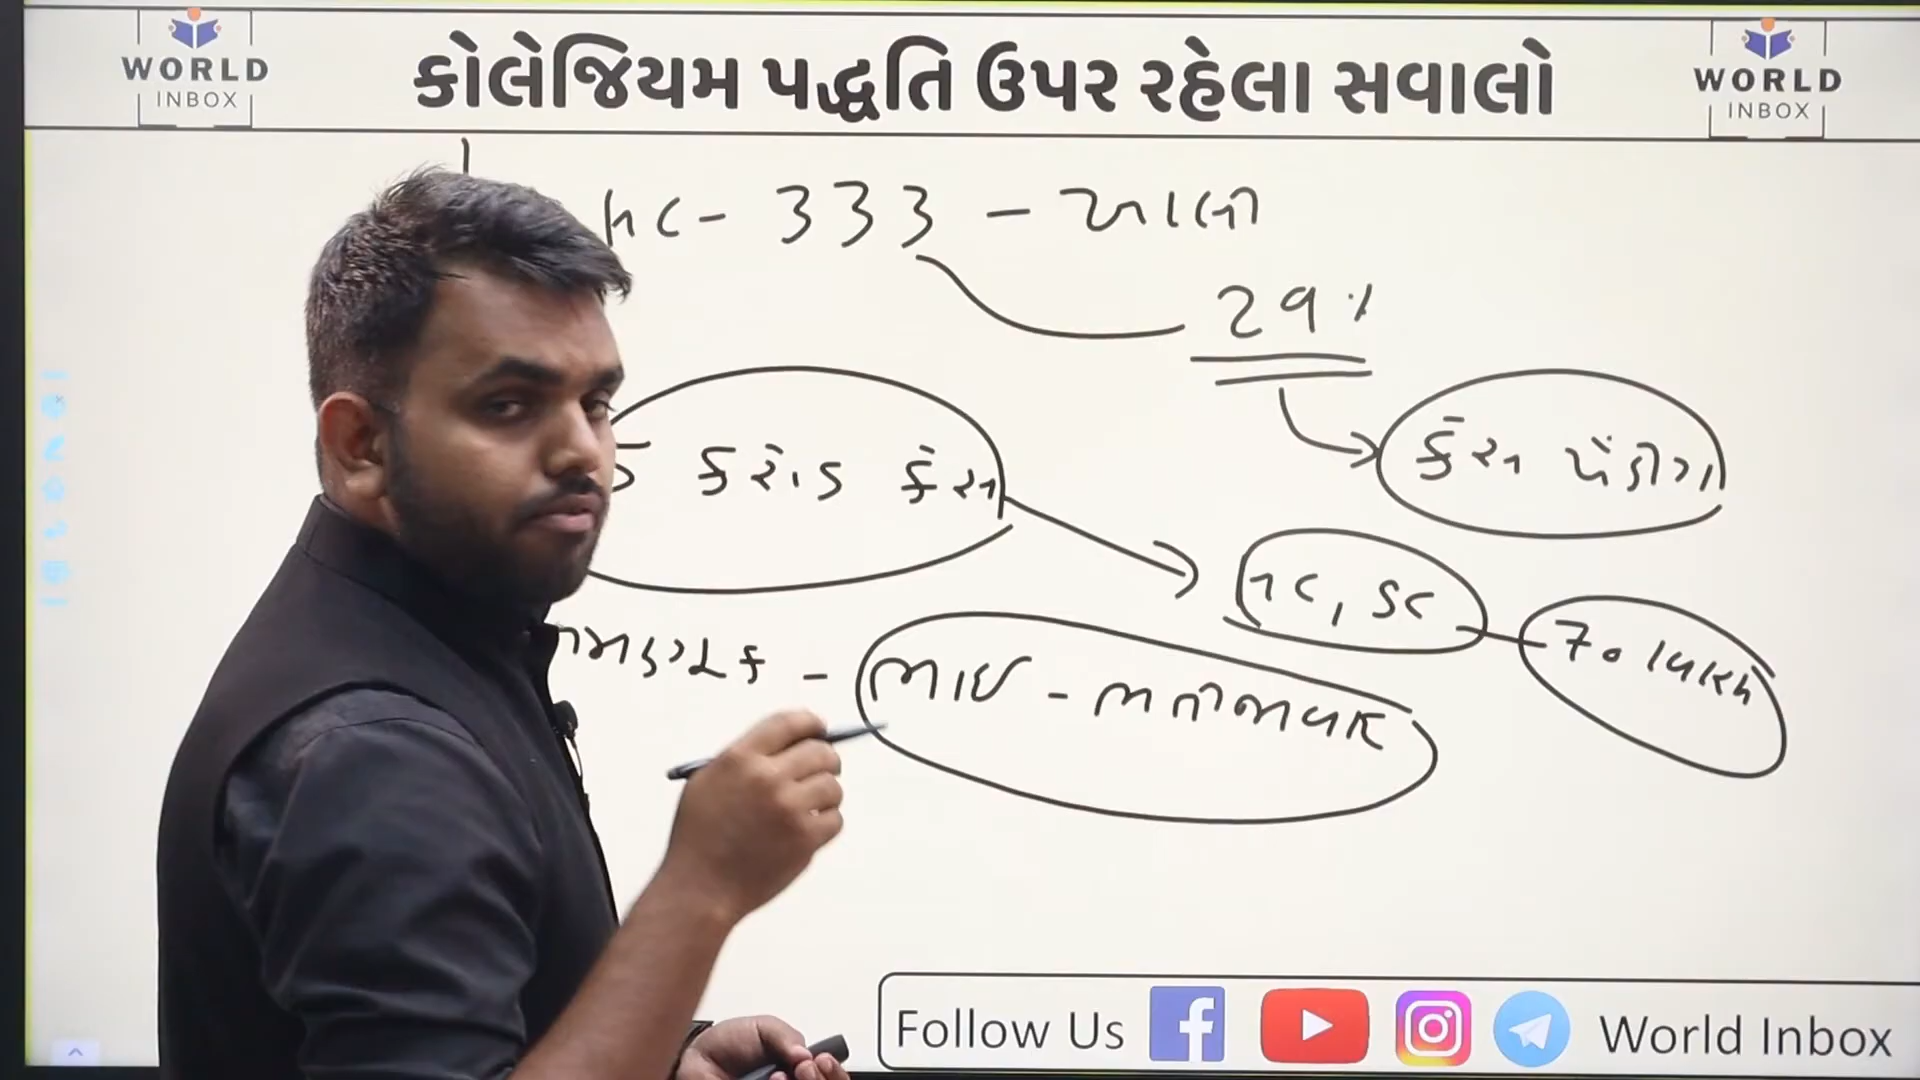 WORLD
INBOX
કોલેજિયમ પદ્ધતિ ઉપર રહેલા સવાલો
WORLD
INBOX
HC - 333 - ખાલી
29%
કેસ પેંડીંગ
કરોડ કેસ
HC, SC
70 લાખ
ભાઈ - ભત્રીજાવાદ
Follow Us
World Inbox